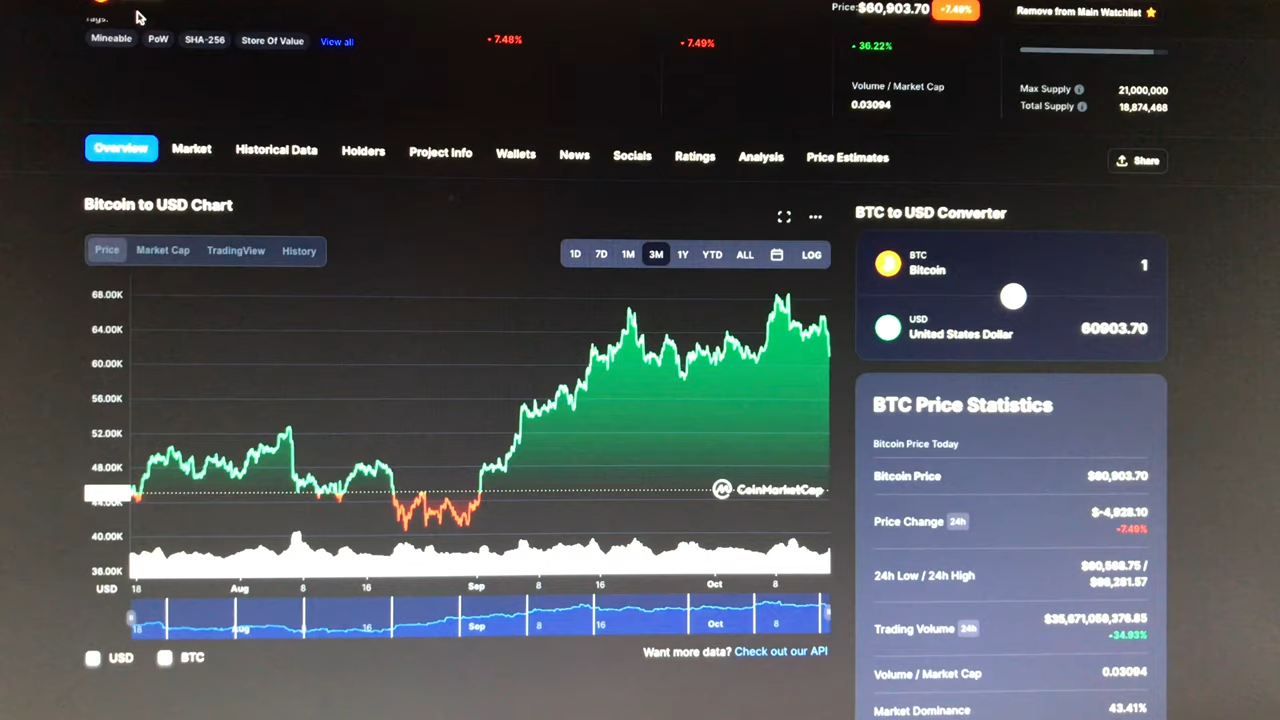 Price:$60,903.70 -7.49% Remove from Main Watchlist
Mineable PoW SHA-256 Store Of Value View all
7.48% 7.49% 36.22%
Volume / Market Cap
0.03094
Max Supply 21,000,000
Total Supply 18,874,468
Overview Market Historical Data Holders Project Info Wallets News Socials Ratings Analysis Price Estimates
Share
Bitcoin to USD Chart
Price Market Cap TradingView History
1D 7D 1M 3M 1Y YTD ALL LOG
68.00K
64.00K
60.00K
56.00K
52.00K
48.00K
44.00K
40.00K
36.00K
CoinMarketCap
USD 18 Aug 8 16 Sep 8 16 Oct 8
18 Aug 16 Sep 8 16 Oct 8
USD BTC
Want more data? Check out our API
BTC to USD Converter
BTC
Bitcoin 1
USD
United States Dollar 60903.70
BTC Price Statistics
Bitcoin Price Today
Bitcoin Price $60,903.70
Price Change 24h $-4,928.10
-7.49%
24h Low / 24h High $60,568.75 /
Trading Volume 24h
34.93%
Volume / Market Cap 0.03094
Market Dominance 43.41%